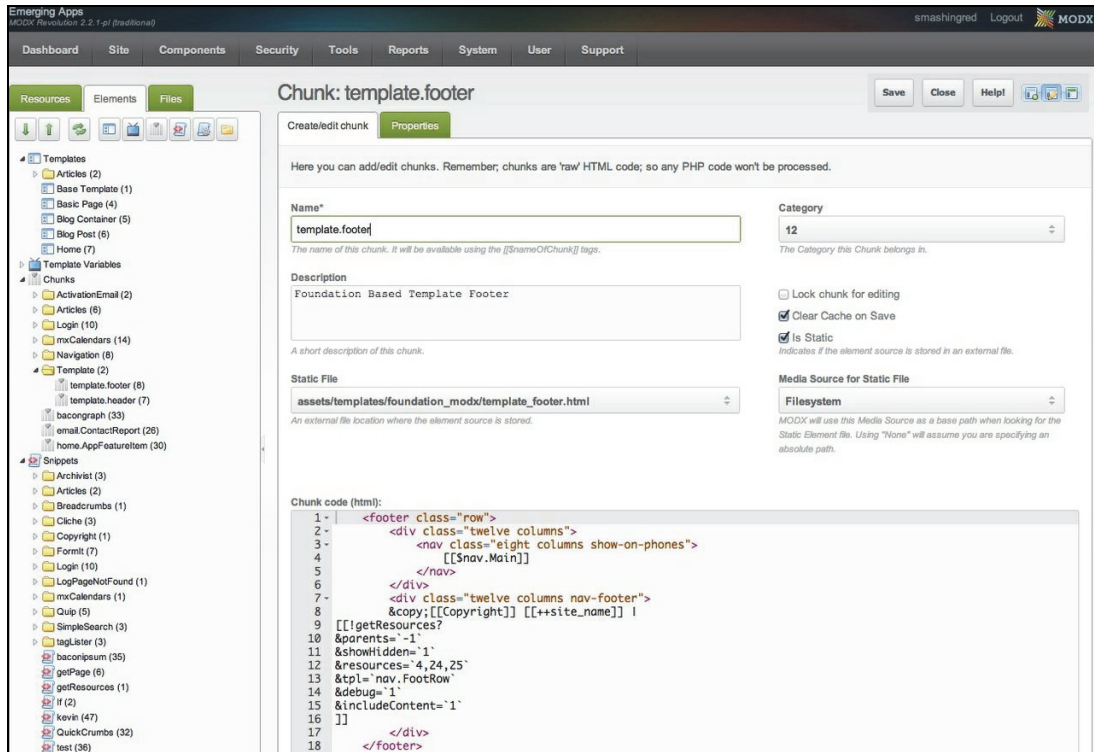 Emerging Apps
MODX Revolution 2.2.1-pl (traditional)
smashingred Logout MODX
Dashboard Site Components Security Tools Reports System User Support
Resources Elements Files
Chunk: template.footer
Save Close Help!
Create/edit chunk Properties
Here you can add/edit chunks. Remember; chunks are 'raw' HTML code; so any PHP code won't be processed.
Templates
Articles (2)
Base Template (1)
Basic Page (4)
Blog Container (5)
Blog Post (6)
Home (7)
Template Variables
Chunks
ActivationEmail (2)
Articles (6)
Login (10)
mxCalendars (14)
Navigation (8)
Template (2)
template.footer (8)
template.header (7)
bacongraph (33)
email.ContactReport (26)
home.AppFeatureItem (30)
Snippets
Archivist (3)
Articles (2)
Breadcrumbs (1)
Cliche (3)
Copyright (1)
FormIt (7)
Login (10)
LogPageNotFound (1)
mxCalendars (1)
Quip (5)
SimpleSearch (3)
tagLister (3)
baconipsum (35)
getPage (6)
getResources (1)
If (2)
kevin (47)
QuickCrumbs (32)
test (36)
Name*
template.footer
The name of this chunk. It will be available using the [[$nameOfChunk]] tags.
Category
12
The Category this Chunk belongs in.
Description
Foundation Based Template Footer
A short description of this chunk.
Lock chunk for editing
Clear Cache on Save
Is Static
Indicates if the element source is stored in an external file.
Static File
assets/templates/foundation_modx/template_footer.html
An external file location where the element source is stored.
Media Source for Static File
Filesystem
MODX will use this Media Source as a base path when looking for the
Static Element file. Using "None" will assume you are specifying an
absolute path.
Chunk code (html):
1 <footer class="row">
2 <div class="twelve columns">
3 <nav class="eight columns show-on-phones">
4 [[$nav.Main]]
5 </nav>
6 </div>
7 <div class="twelve columns nav-footer">
8 &copy;[[Copyright]] [[++site_name]] |
9 [[!getResources?
10 &parents=`-1`
11 &showHidden=`1`
12 &resources=`4,24,25`
13 &tpl=`nav.FootRow`
14 &debug=`1`
15 &includeContent=`1`
16 ]]
17 </div>
18 </footer>